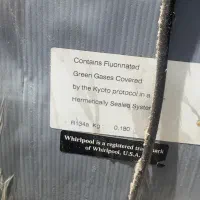 Contains Fluorinated
Green Gases Covered
by the Kyoto protocol in a
Hermetically Sealed System
R134a KG 0.190
Whirlpool is a registered trademark
of Whirlpool, U.S.A.